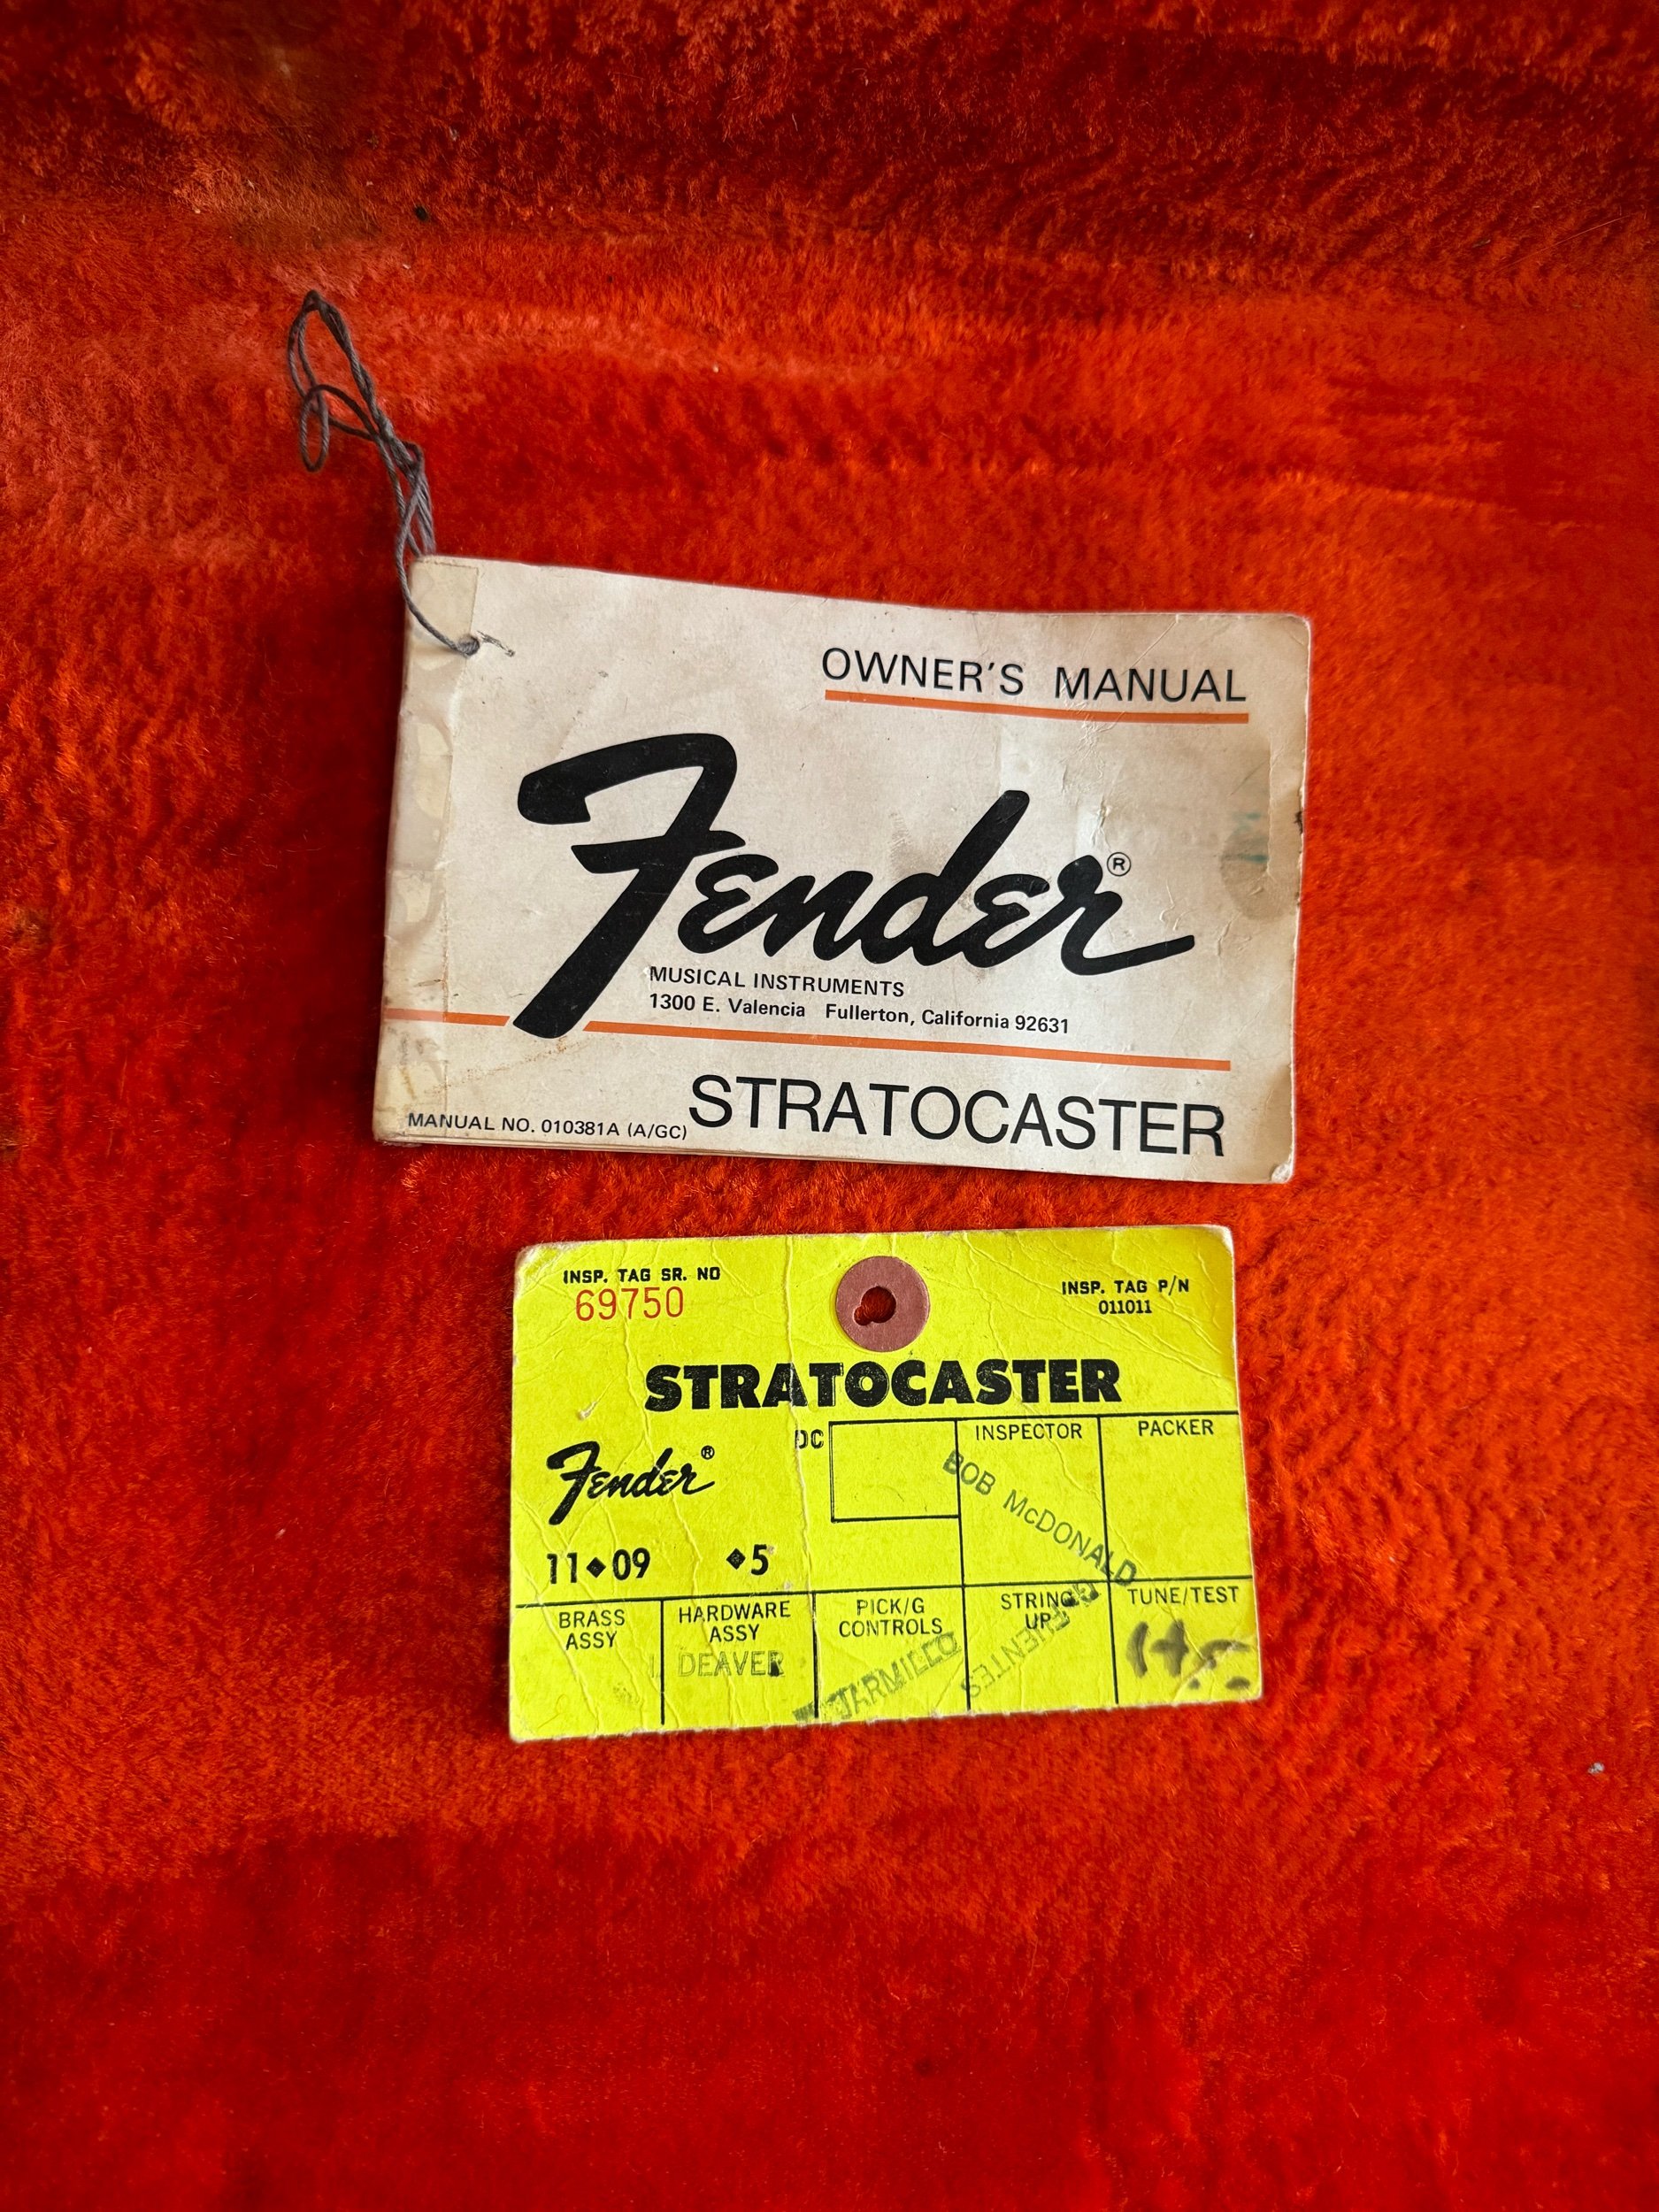 OWNER'S MANUAL
Fender®
MUSICAL INSTRUMENTS
1300 E. Valencia Fullerton, California 92631
STRATOCASTER
MANUAL NO. 010381A (A/GC)
INSP. TAG SR. NO
69750
INSP. TAG P/N
011011
STRATOCASTER
Fender®
DC
INSPECTOR
PACKER
BOB McDONALD
11◆09 ◆5
BRASS
ASSY
HARDWARE
ASSY
DEAVER
PICK/G
CONTROLS
JARMILLO
STRING
UP
FUENTES
TUNE/TEST